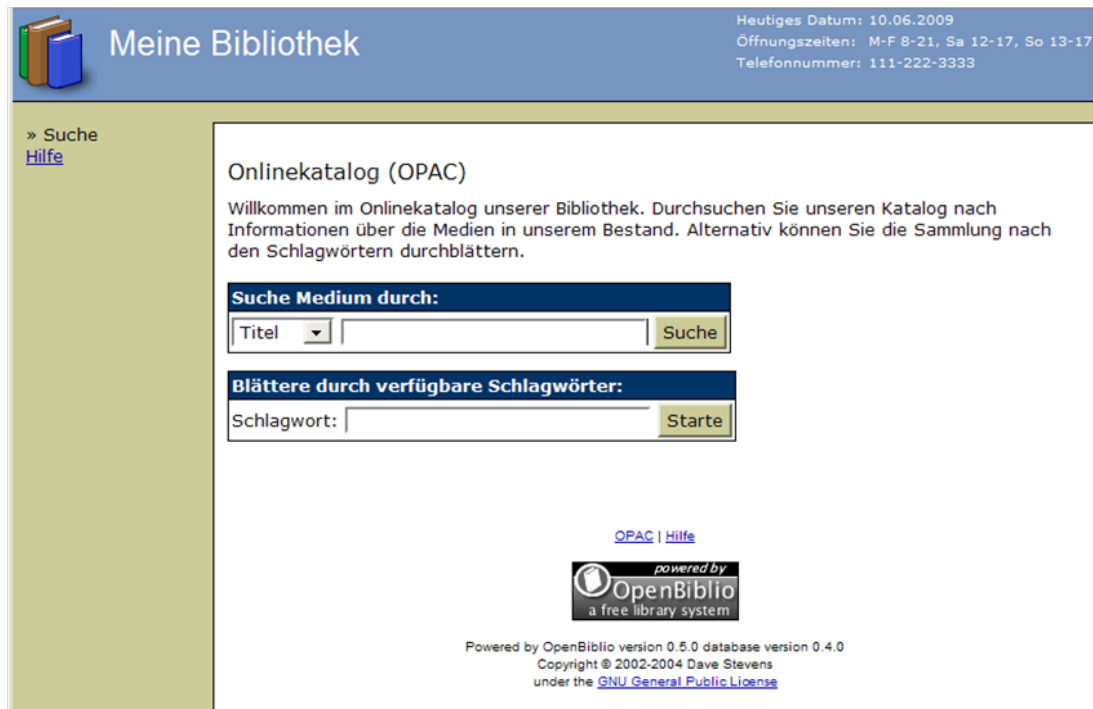 Meine Bibliothek
Heutiges Datum: 10.06.2009
Öffnungszeiten: M-F 8-21, Sa 12-17, So 13-17
Telefonnummer: 111-222-3333
» Suche
Hilfe
Onlinekatalog (OPAC)
Willkommen im Onlinekatalog unserer Bibliothek. Durchsuchen Sie unseren Katalog nach
Informationen über die Medien in unserem Bestand. Alternativ können Sie die Sammlung nach
den Schlagwörtern durchblättern.
Suche Medium durch:
Titel Suche
Blättere durch verfügbare Schlagwörter:
Schlagwort: Starte
OPAC | Hilfe
powered by
OpenBiblio
a free library system
Powered by OpenBiblio version 0.5.0 database version 0.4.0
Copyright © 2002-2004 Dave Stevens
under the GNU General Public License